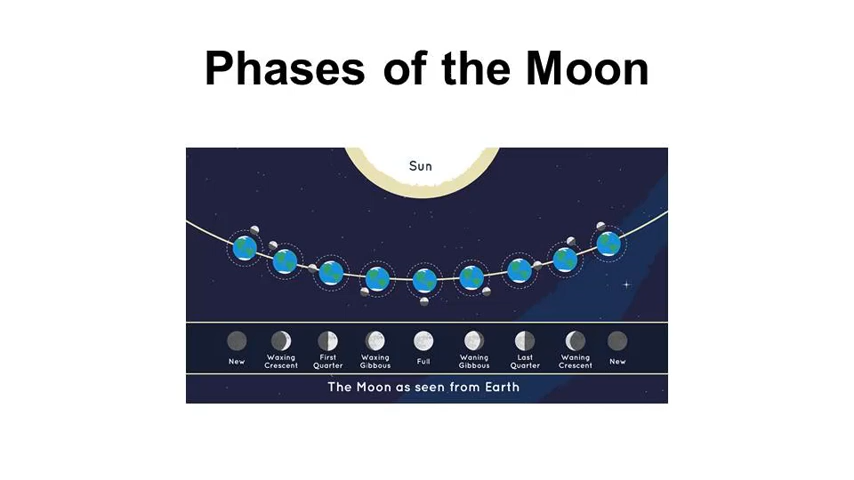 Phases of the Moon
Sun
New
Waxing
Crescent
First
Quarter
Waxing
Gibbous
Full
Waning
Gibbous
Last
Quarter
Waning
Crescent
New
The Moon as seen from Earth